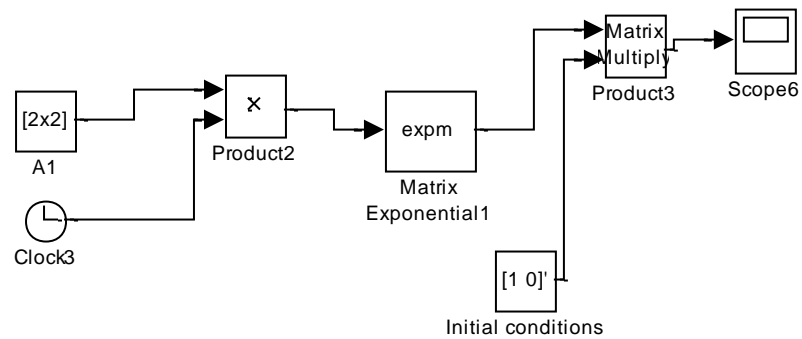 Matrix
Multiply
Product3
Scope6
[2x2]
A1
×
Product2
expm
Matrix
Exponential1
Clock3
[1 0]'
Initial conditions